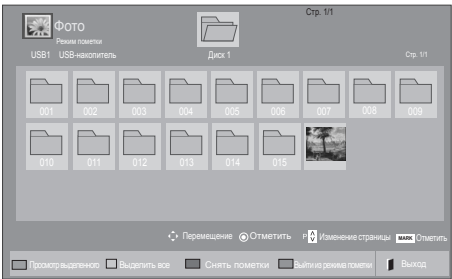 Стр. 1/1
Фото
Режим пометки
USB1 USB-накопитель
Диск 1
Стр. 1/1
001 002 003 004 005 006 007 008 009
010 011 012 013 014 015
Перемещение Отметить P Изменение страницы MARK Отметить
Просмотр выделенного Выделить все Снять пометки Выйти из режима пометки Выход